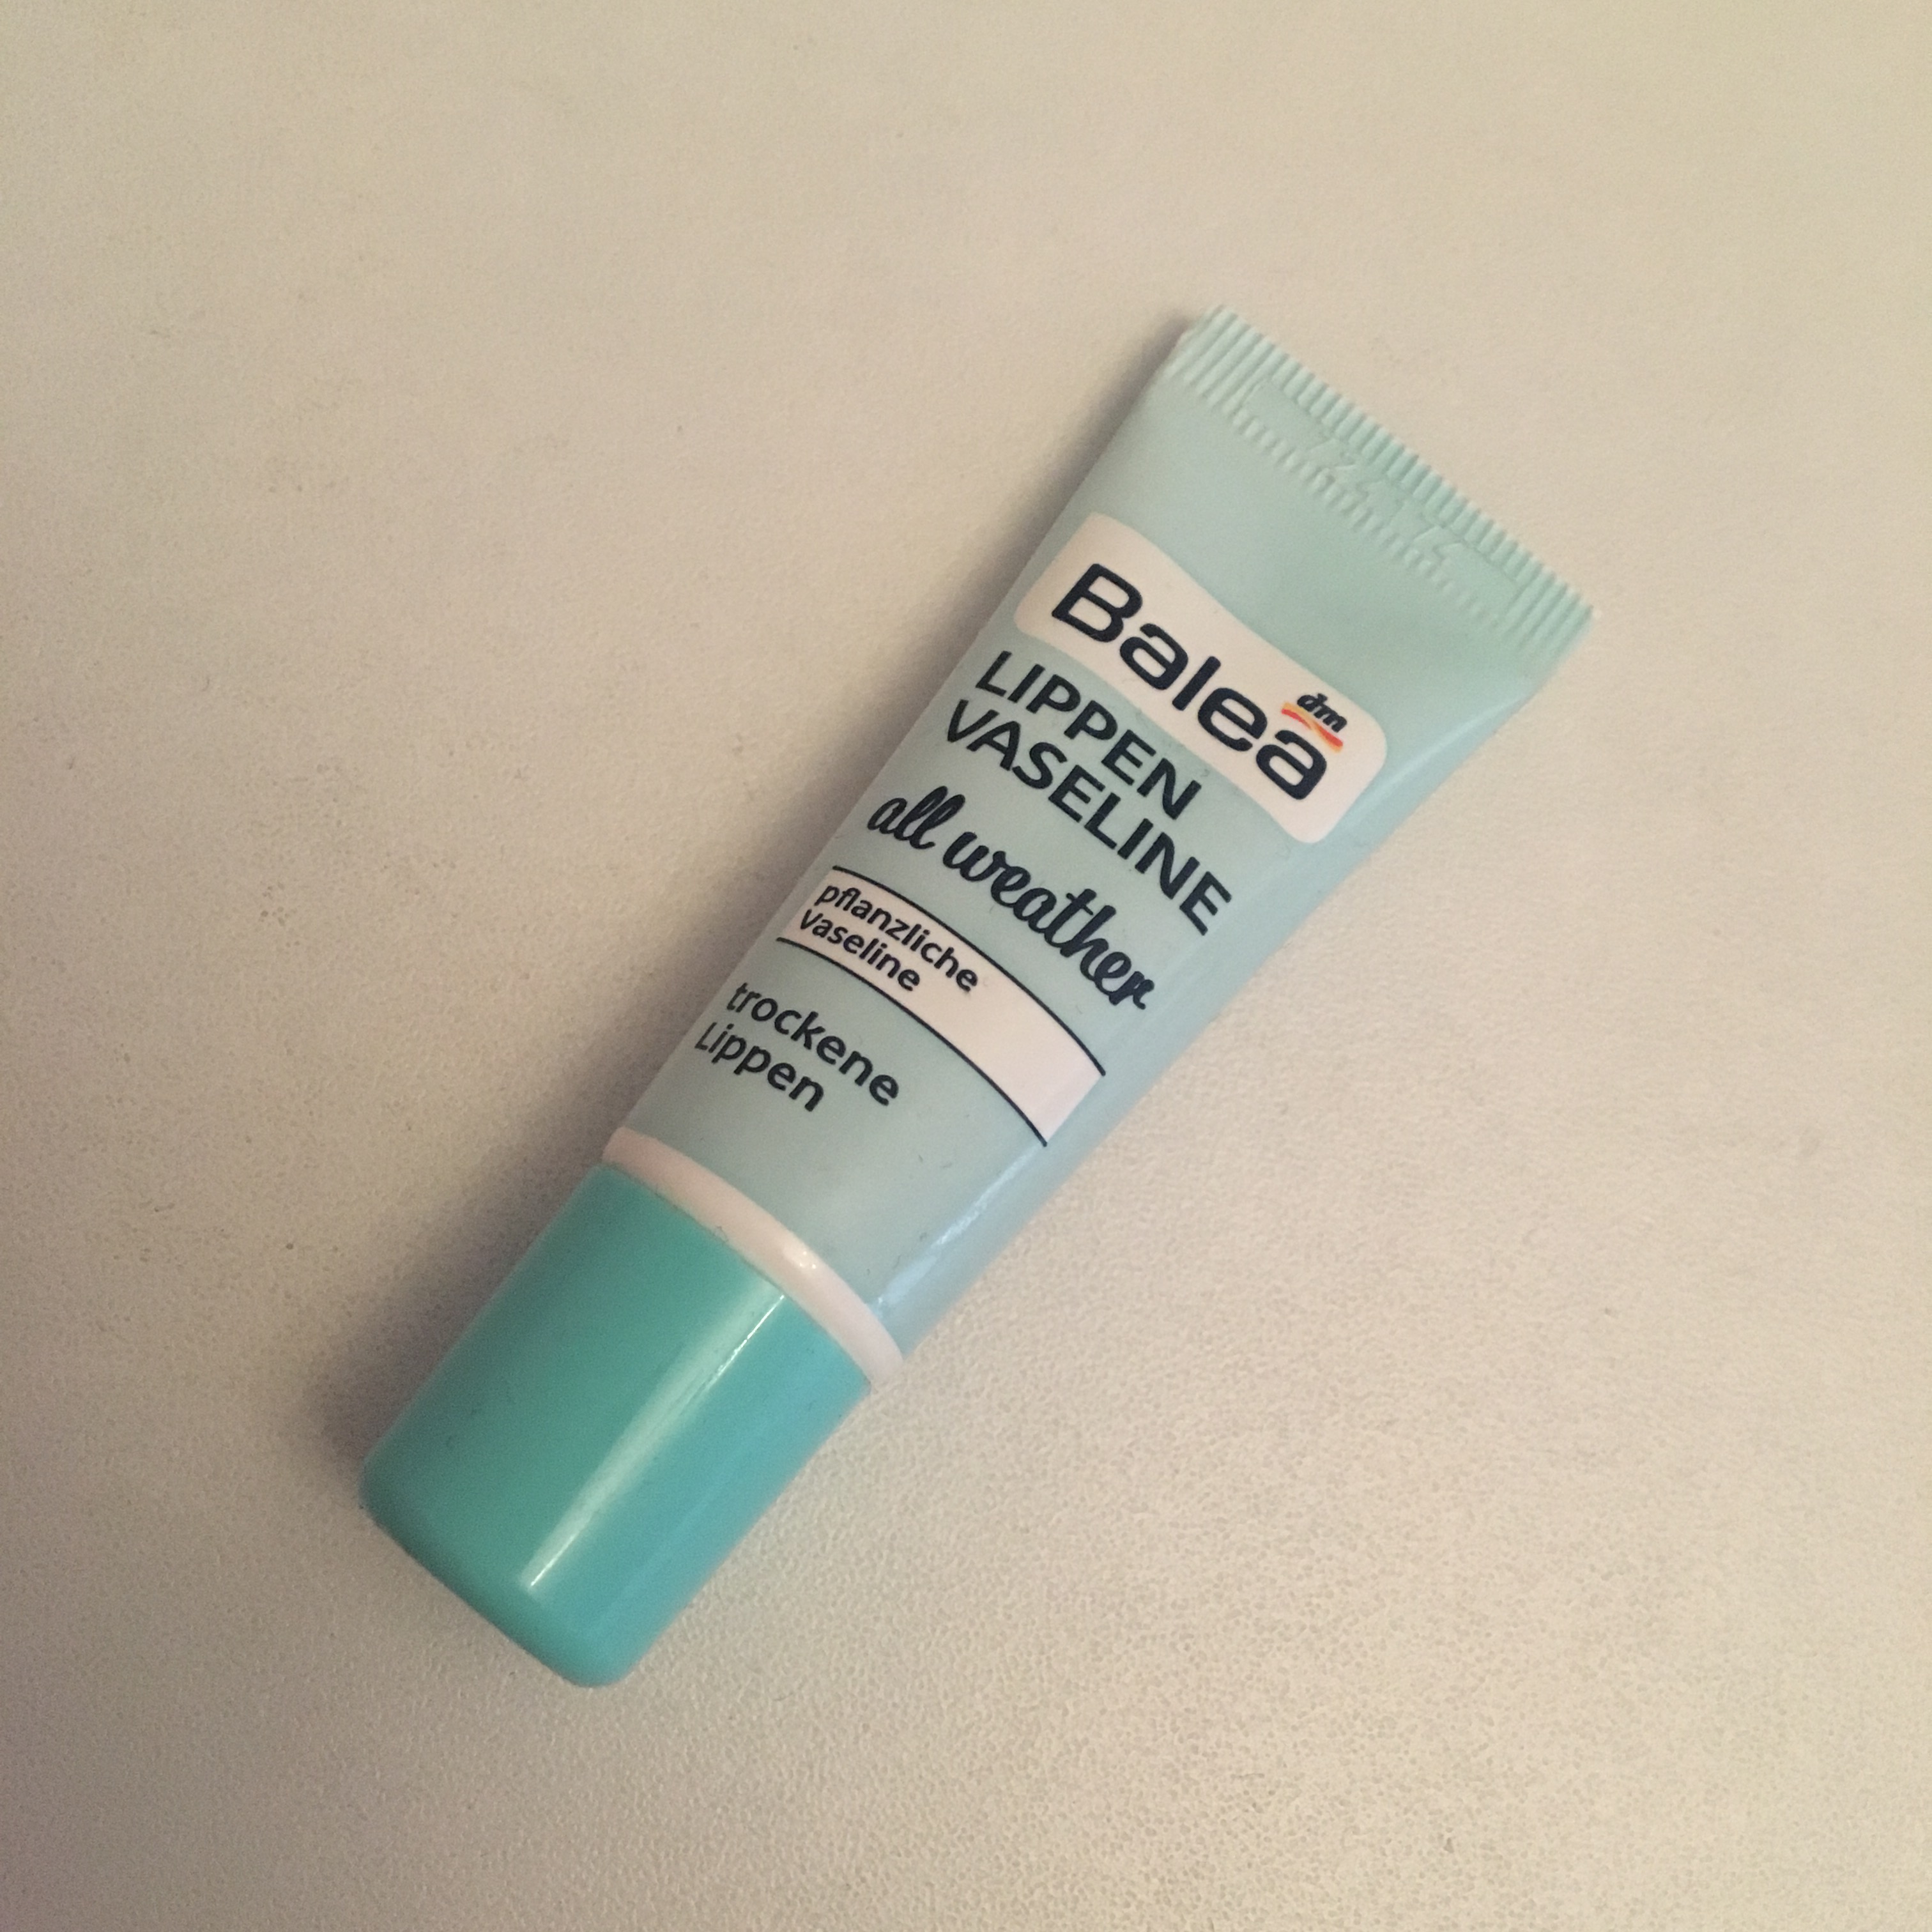 Balea
dm
LIPPEN
VASELINE
all weather
pflanzliche
Vaseline
trockene
Lippen